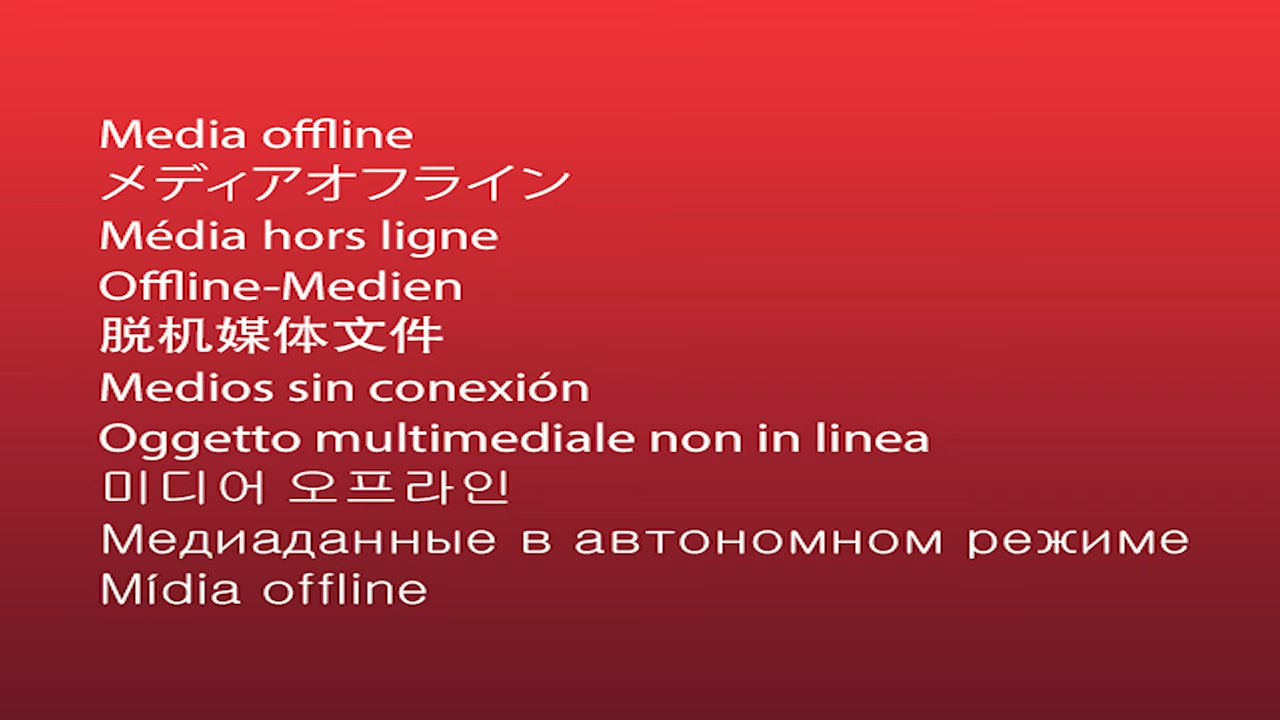 Media offline
メディアオフライン
Média hors ligne
Offline-Medien
脱机媒体文件
Medios sin conexión
Oggetto multimediale non in linea
미디어 오프라인
Медиаданные в автономном режиме
Mídia offline